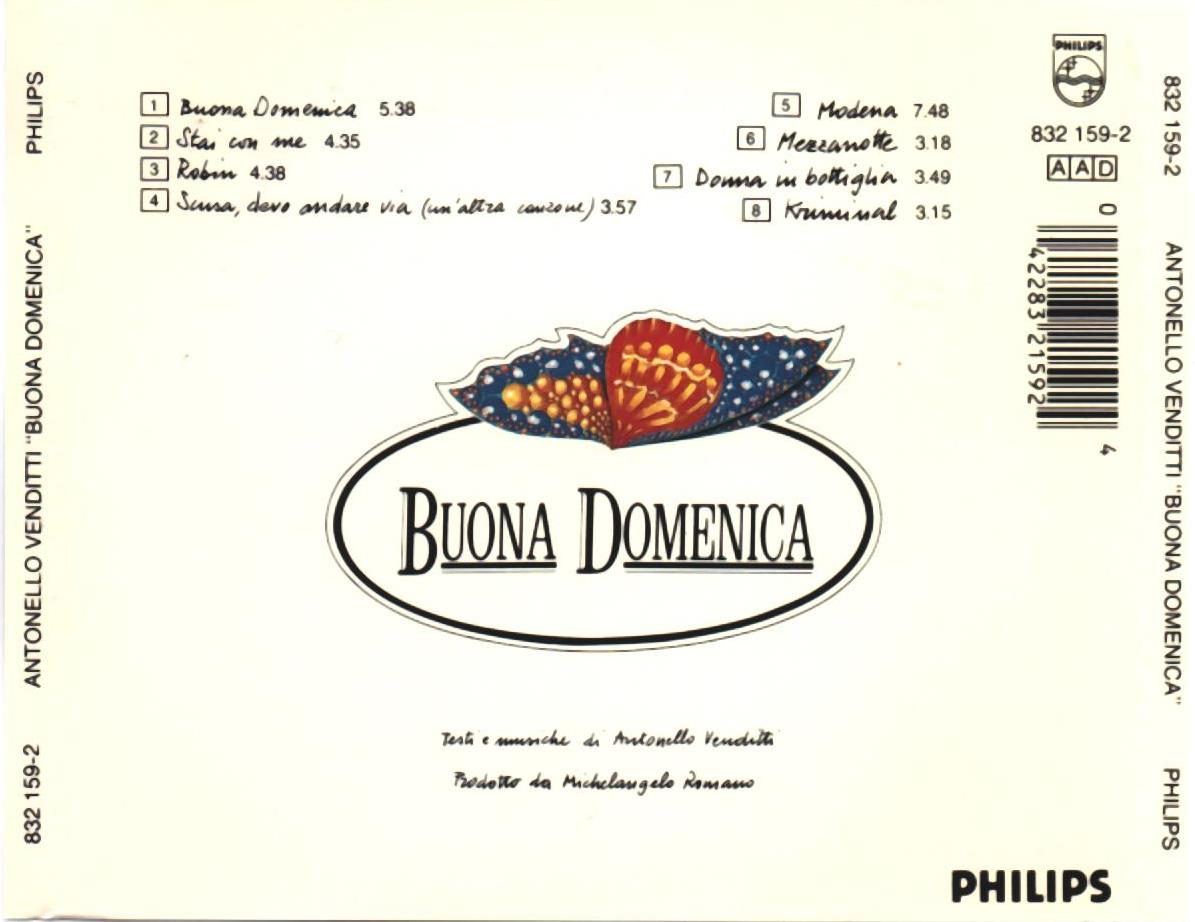 1 Buona Domenica 5.38
2 Stai con me 4.35
3 Robin 4.38
4 Scusa, devo andare via (un'altra canzone) 3.57
5 Modena 7.48
6 Mezzanotte 3.18
7 Donna in bottiglia 3.49
8 Kriminal 3.15
PHILIPS
832 159-2
AAD
0 42283 21592 4
BUONA DOMENICA
Testi e musiche di Antonello Venditti
Prodotto da Michelangelo Romano
PHILIPS
832 159-2 ANTONELLO VENDITTI "BUONA DOMENICA" PHILIPS
832 159-2 ANTONELLO VENDITTI "BUONA DOMENICA" PHILIPS